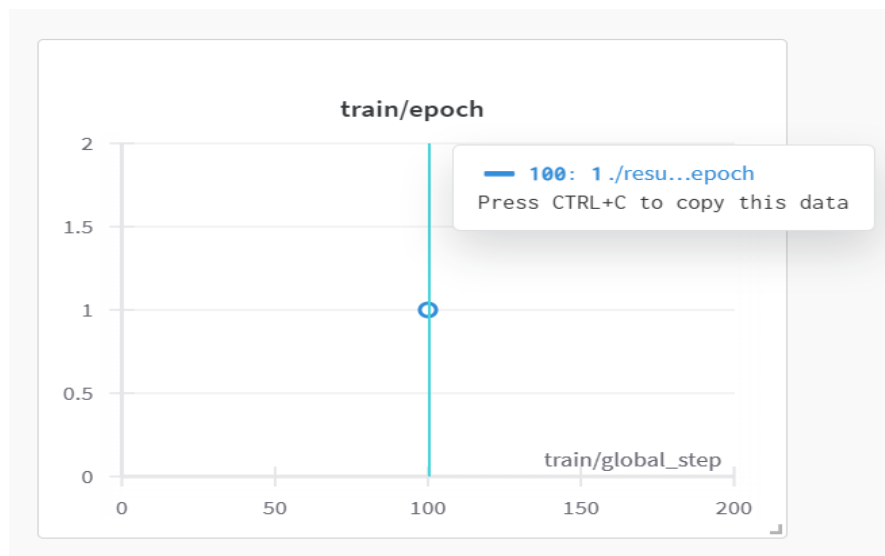 train/epoch
2
100: 1 ./resu...epoch
Press CTRL+C to copy this data
1.5
1
0.5
train/global_step
0
0 50 100 150 200